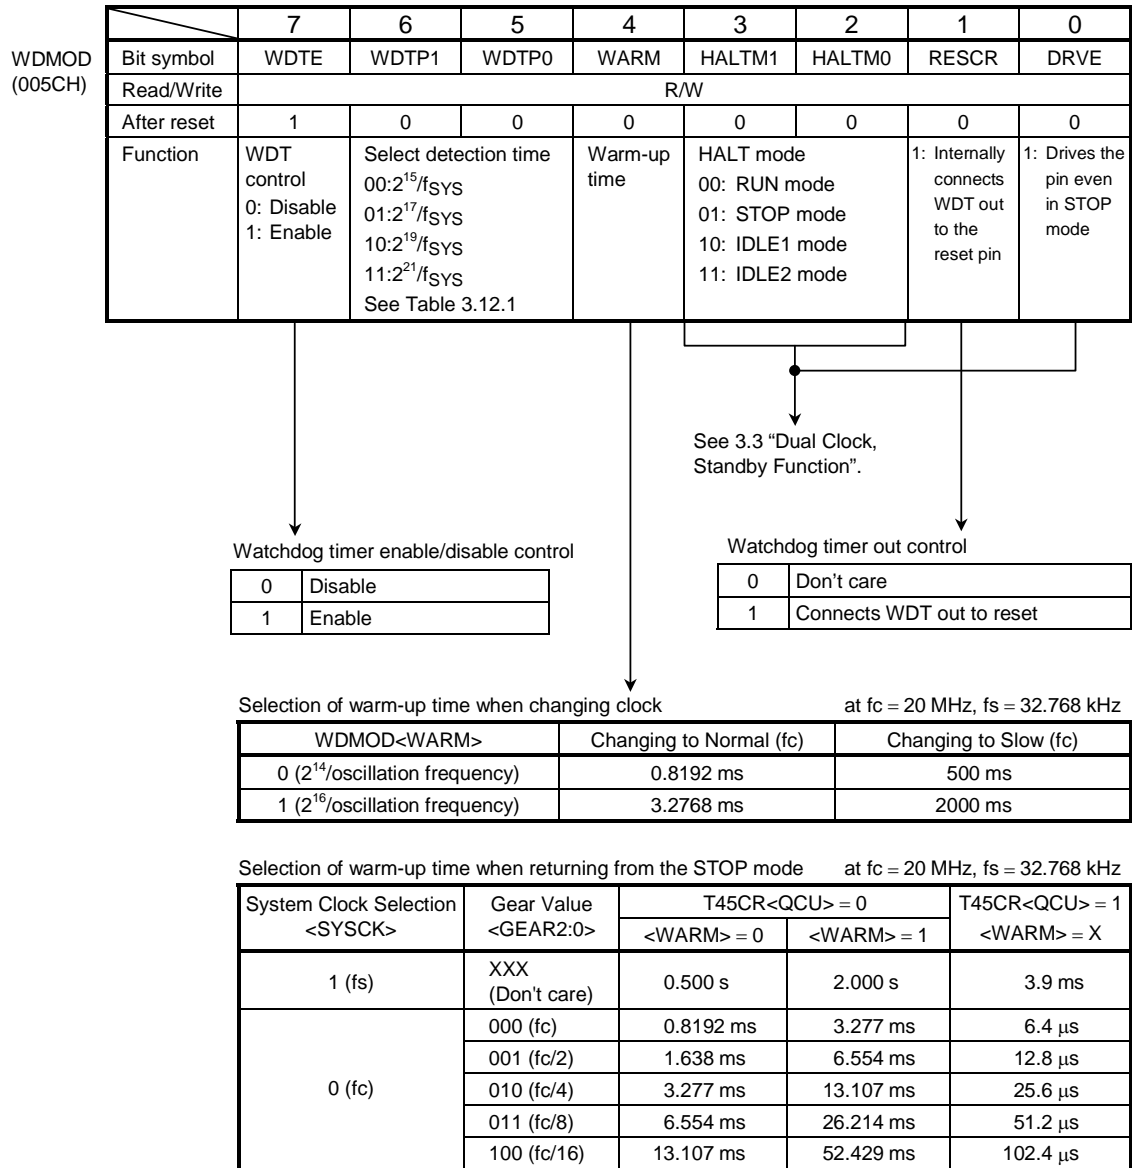 7 6 5 4 3 2 1 0
WDMOD (005CH)
Bit symbol WDTE WDTP1 WDTP0 WARM HALTM1 HALTM0 RESCR DRVE
Read/Write R/W
After reset 1 0 0 0 0 0 0 0
Function
WDT
control
0: Disable
1: Enable
Select detection time
00:2^15/fSYS
01:2^17/fSYS
10:2^19/fSYS
11:2^21/fSYS
See Table 3.12.1
Warm-up
time
HALT mode
00: RUN mode
01: STOP mode
10: IDLE1 mode
11: IDLE2 mode
1: Internally
connects
WDT out
to the
reset pin
1: Drives the
pin even
in STOP
mode
See 3.3 “Dual Clock,
Standby Function”.
Watchdog timer enable/disable control
0 Disable
1 Enable
Watchdog timer out control
0 Don't care
1 Connects WDT out to reset
Selection of warm-up time when changing clock at fc = 20 MHz, fs = 32.768 kHz
WDMOD<WARM> Changing to Normal (fc) Changing to Slow (fc)
0 (2^14/oscillation frequency) 0.8192 ms 500 ms
1 (2^16/oscillation frequency) 3.2768 ms 2000 ms
Selection of warm-up time when returning from the STOP mode at fc = 20 MHz, fs = 32.768 kHz
System Clock Selection Gear Value T45CR<QCU> = 0 T45CR<QCU> = 1
<SYSCK> <GEAR2:0> <WARM> = 0 <WARM> = 1 <WARM> = X
1 (fs) XXX (Don't care) 0.500 s 2.000 s 3.9 ms
0 (fc) 000 (fc) 0.8192 ms 3.277 ms 6.4 μs
001 (fc/2) 1.638 ms 6.554 ms 12.8 μs
010 (fc/4) 3.277 ms 13.107 ms 25.6 μs
011 (fc/8) 6.554 ms 26.214 ms 51.2 μs
100 (fc/16) 13.107 ms 52.429 ms 102.4 μs